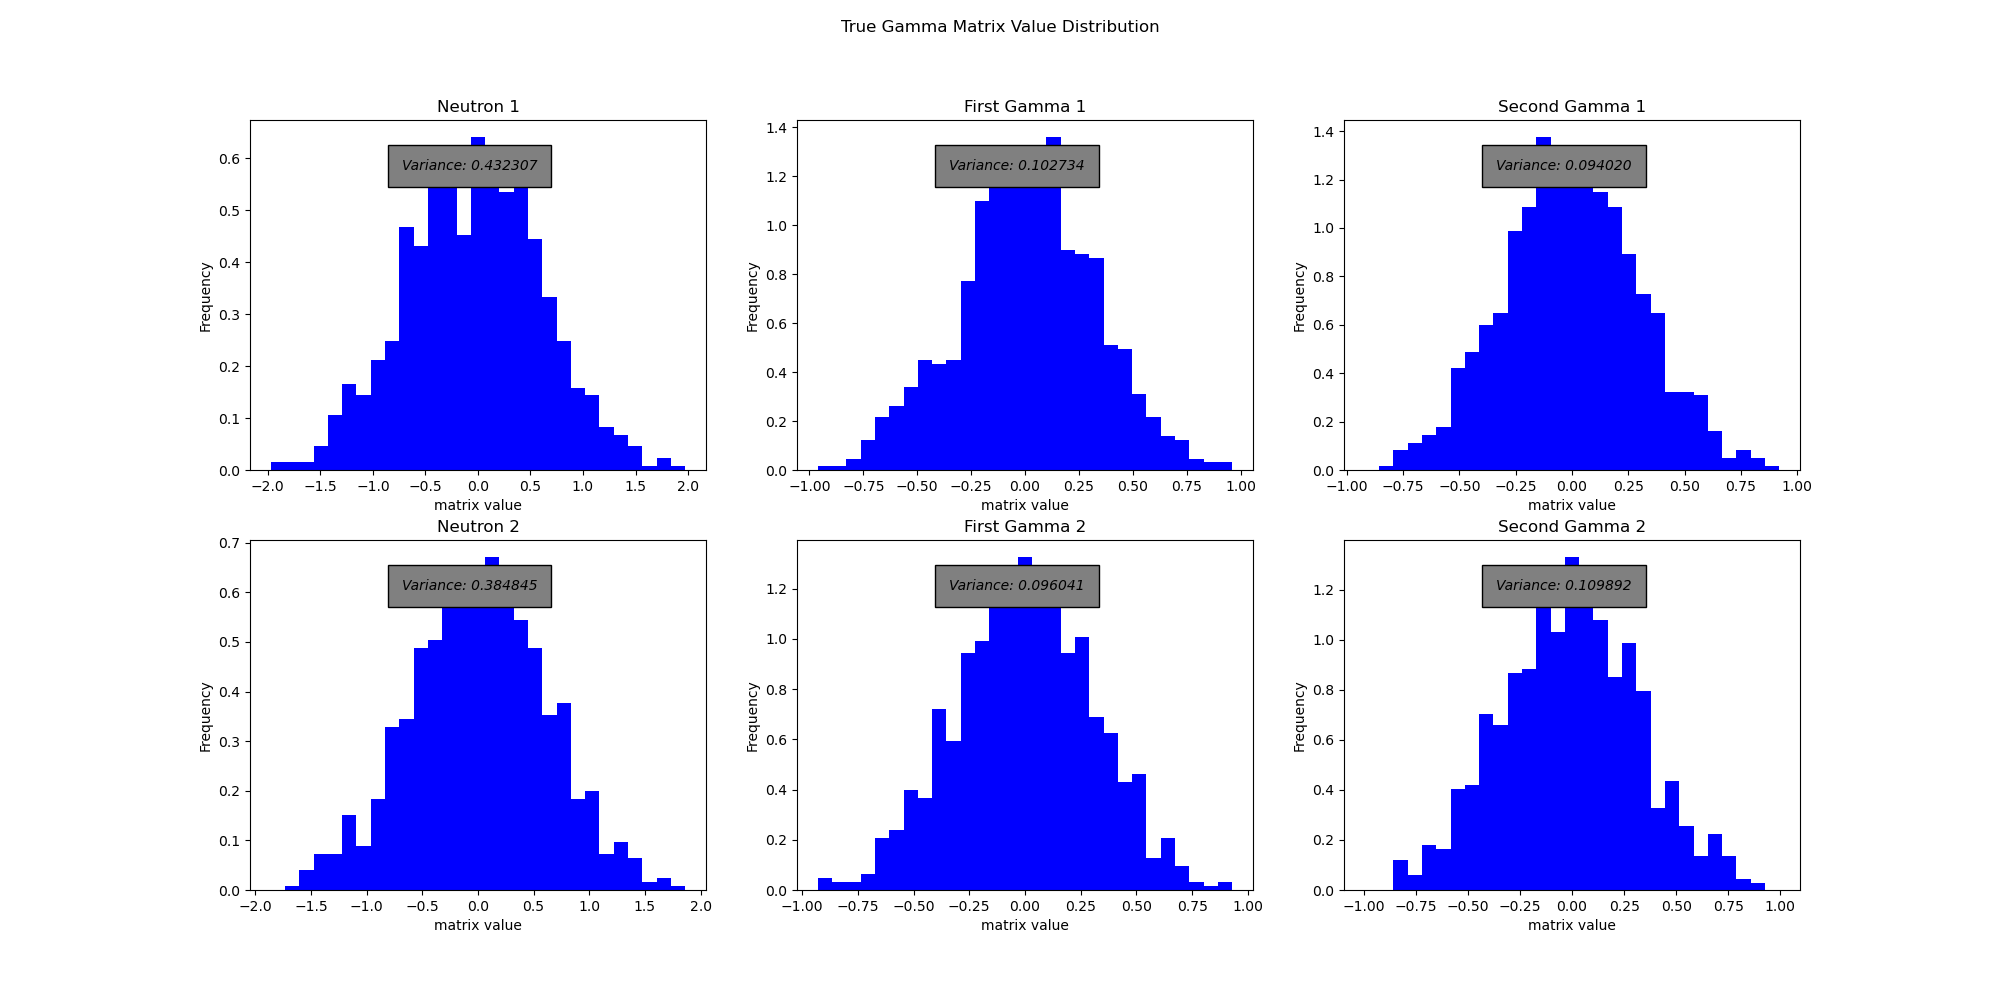 True Gamma Matrix Value Distribution
Neutron 1
First Gamma 1
Second Gamma 1
Variance: 0.432307
Variance: 0.102734
Variance: 0.094020
Frequency
0.6
0.5
0.4
0.3
0.2
0.1
0.0
−2.0 −1.5 −1.0 −0.5 0.0 0.5 1.0 1.5 2.0
matrix value
Frequency
1.4
1.2
1.0
0.8
0.6
0.4
0.2
0.0
−1.00 −0.75 −0.50 −0.25 0.00 0.25 0.50 0.75 1.00
matrix value
Frequency
1.4
1.2
1.0
0.8
0.6
0.4
0.2
0.0
−1.00 −0.75 −0.50 −0.25 0.00 0.25 0.50 0.75 1.00
matrix value
Neutron 2
First Gamma 2
Second Gamma 2
Variance: 0.384845
Variance: 0.096041
Variance: 0.109892
Frequency
0.7
0.6
0.5
0.4
0.3
0.2
0.1
0.0
−2.0 −1.5 −1.0 −0.5 0.0 0.5 1.0 1.5 2.0
matrix value
Frequency
1.2
1.0
0.8
0.6
0.4
0.2
0.0
−1.00 −0.75 −0.50 −0.25 0.00 0.25 0.50 0.75 1.00
matrix value
Frequency
1.2
1.0
0.8
0.6
0.4
0.2
0.0
−1.00 −0.75 −0.50 −0.25 0.00 0.25 0.50 0.75 1.00
matrix value